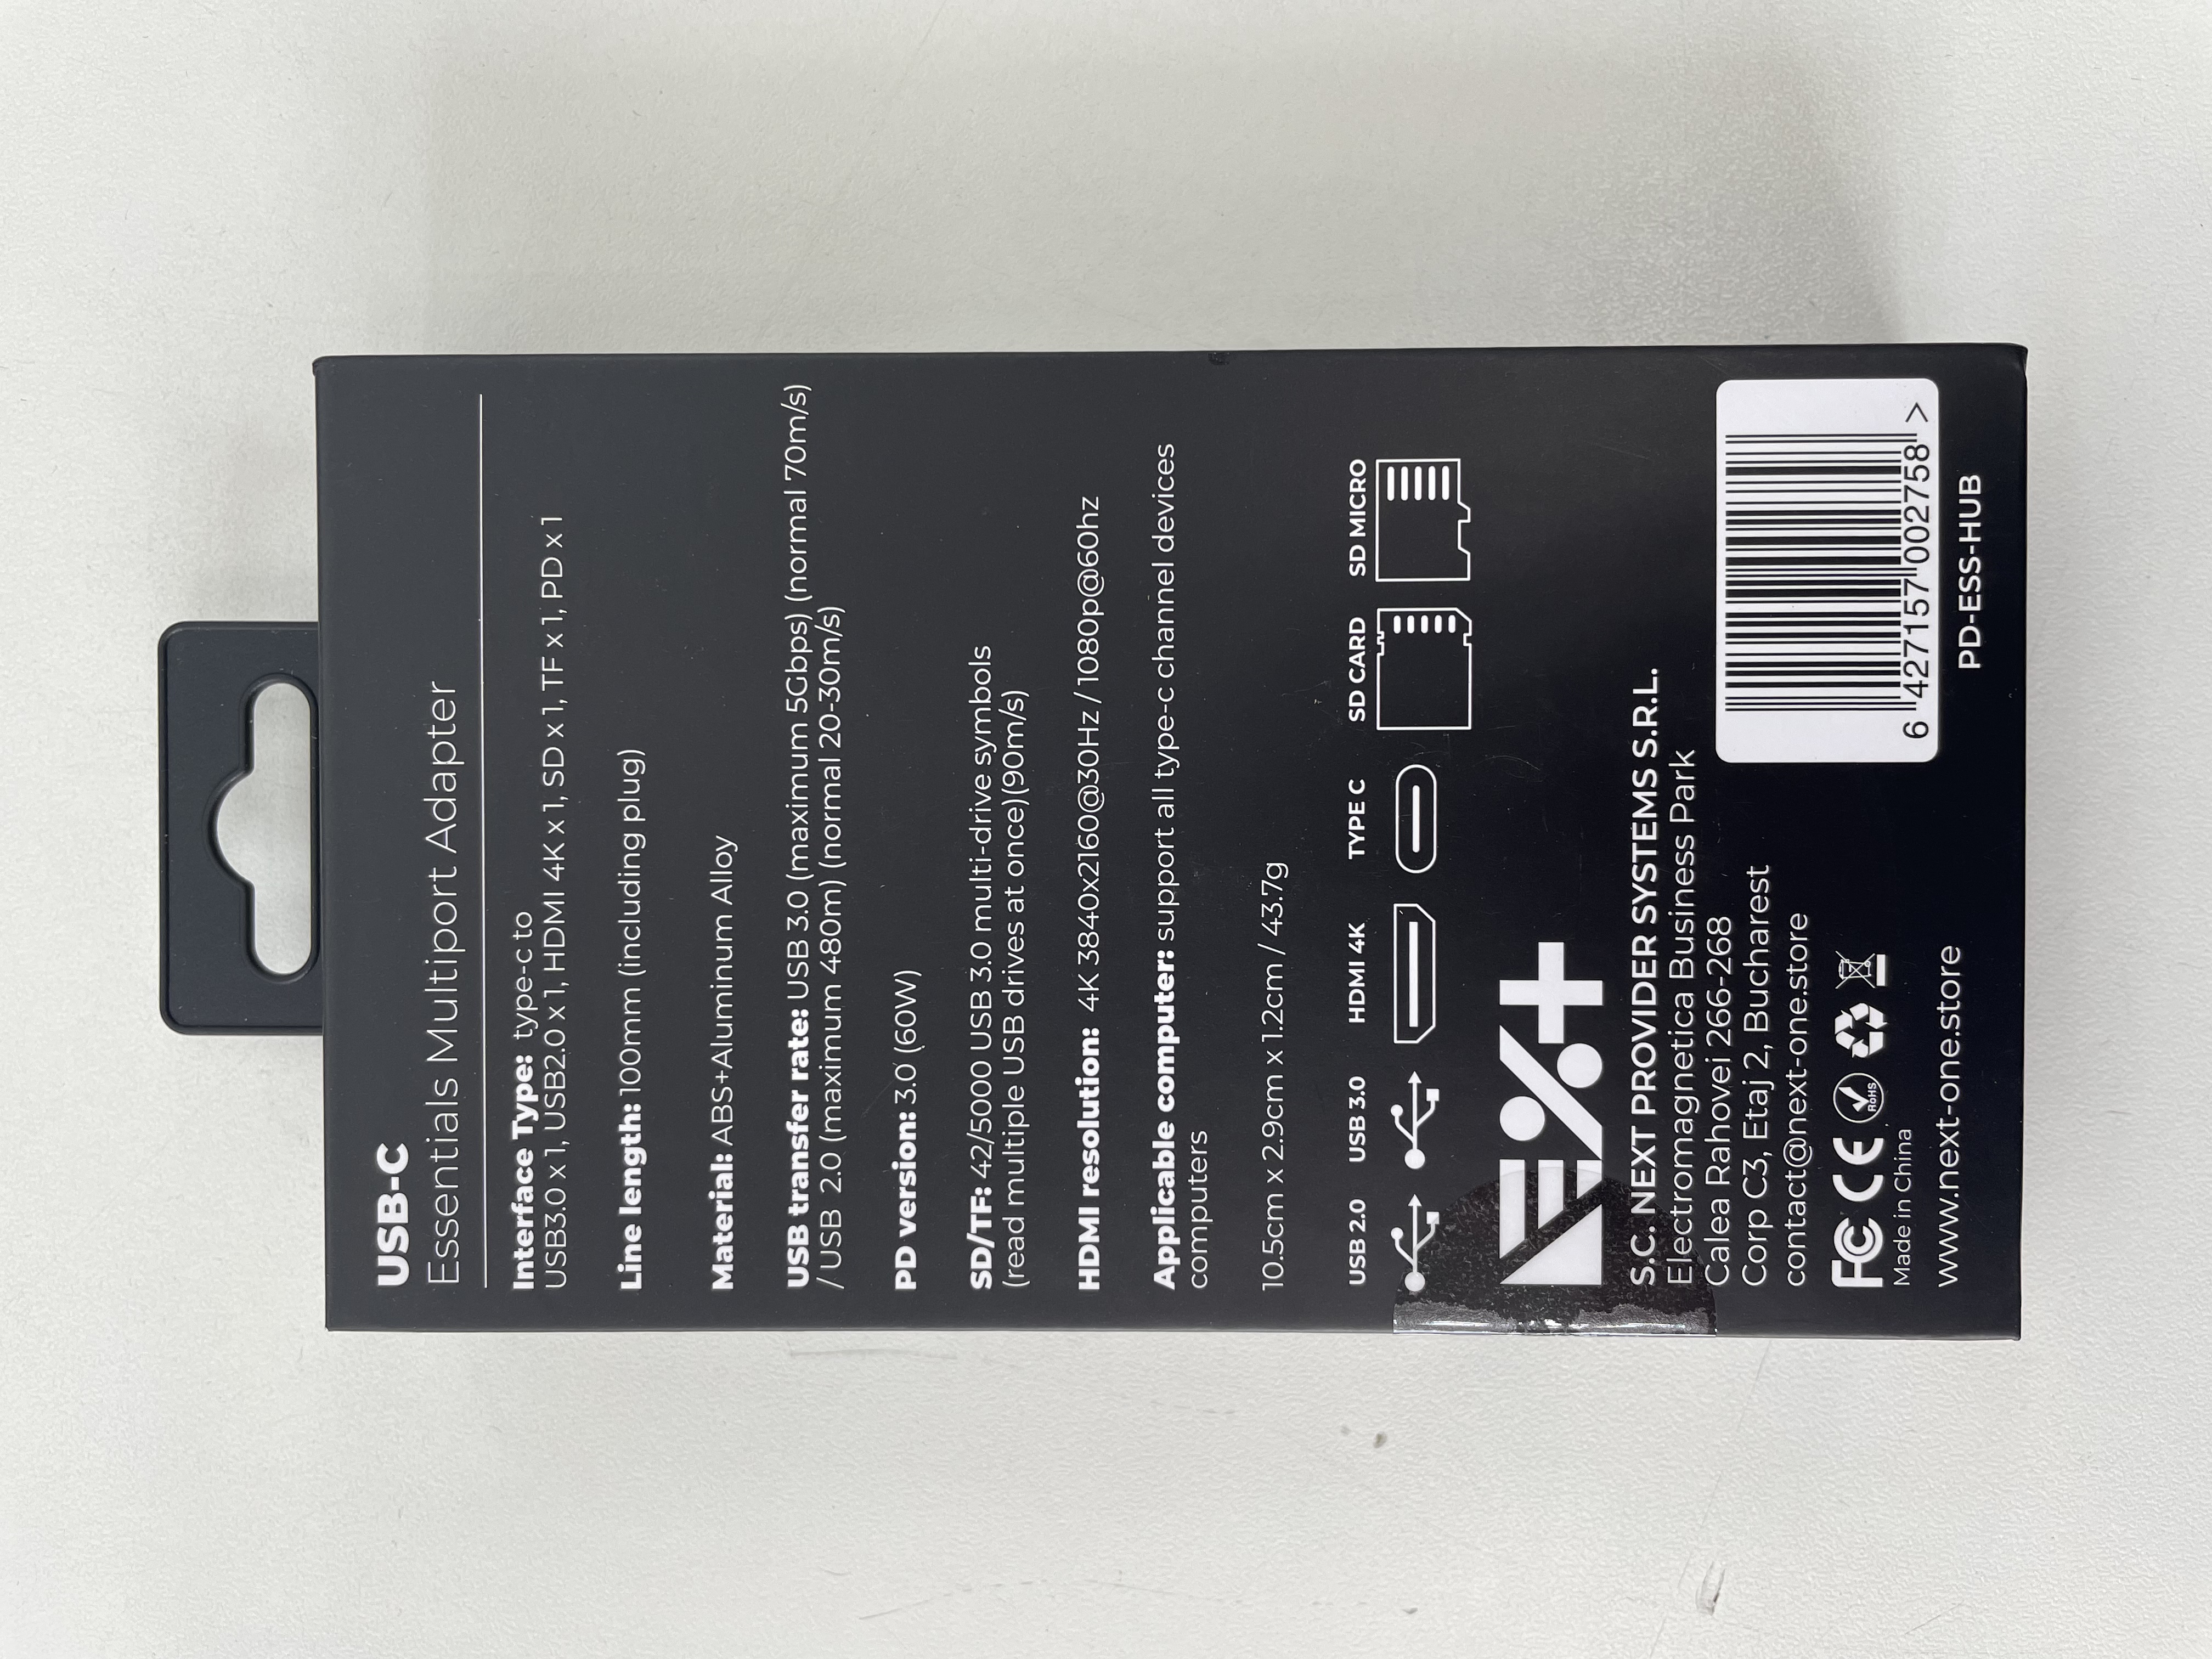 USB-C
Essentials Multiport Adapter
Interface Type: type-c to
USB3.0 x 1, USB2.0 x 1, HDMI 4K x 1, SD x 1, TF x 1, PD x 1
Line length: 100mm (including plug)
Material: ABS+Aluminum Alloy
USB transfer rate: USB 3.0 (maximum 5Gbps) (normal 70m/s)
/ USB 2.0 (maximum 480m) (normal 20-30m/s)
PD version: 3.0 (60W)
SD/TF: 42/5000 USB 3.0 multi-drive symbols
(read multiple USB drives at once)(90m/s)
HDMI resolution: 4K 3840x2160@30Hz / 1080p@60hz
Applicable computer: support all type-c channel devices
computers
10.5cm x 2.9cm x 1.2cm / 43.7g
USB 2.0 USB 3.0 HDMI 4K TYPE C SD CARD SD MICRO
S.C. NEXT PROVIDER SYSTEMS S.R.L.
Electromagnetica Business Park
Calea Rahovei 266-268
Corp C3, Etaj 2, Bucharest
contact@next-one.store
FC CE RoHS
Made in China
www.next-one.store
6 427157 002758 >
PD-ESS-HUB